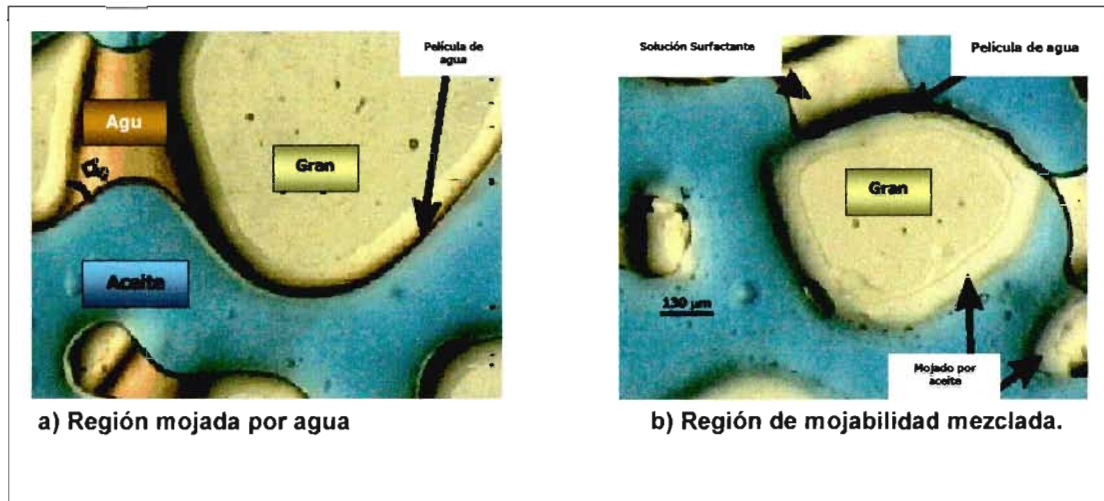 Película de
agua
Agu
Gran
Aceite
a) Región mojada por agua
Solución Surfactante
Película de agua
Gran
130 µm
Mojado por
aceite
b) Región de mojabilidad mezclada.